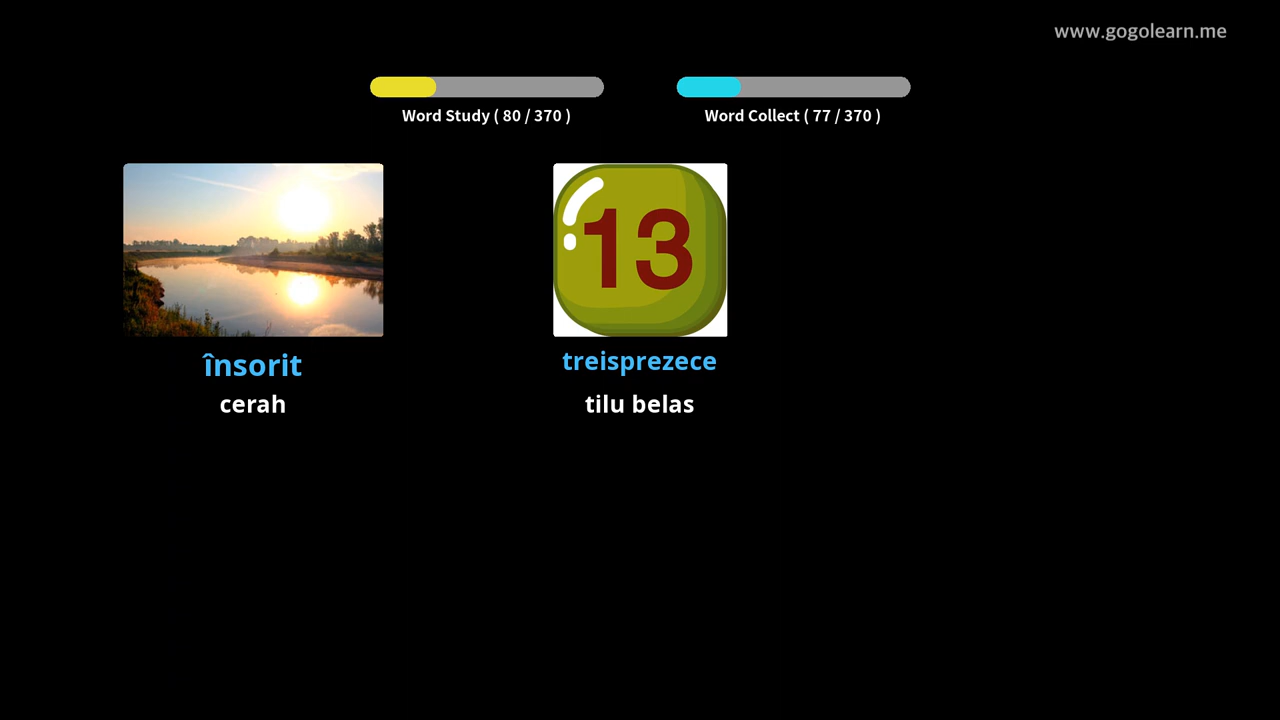 www.gogolearn.me
Word Study ( 80 / 370 )
Word Collect ( 77 / 370 )
13
însorit
treisprezece
cerah
tilu belas